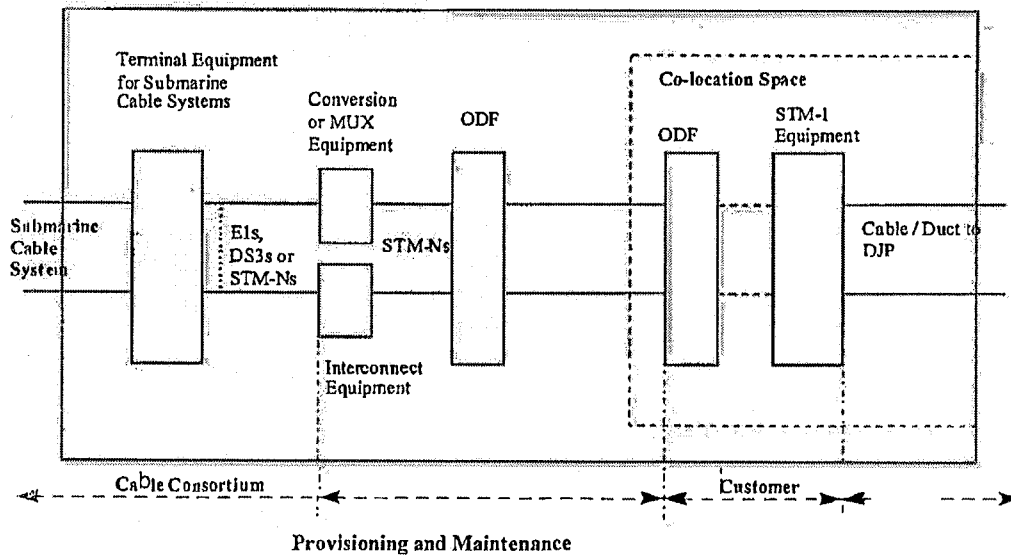 Terminal Equipment
for Submarine
Cable Systems
Conversion
or MUX
Equipment
ODF
Co-location Space
ODF
STM-1
Equipment
Submarine
Cable
System
E1s,
DS3s or
STM-Ns
STM-Ns
Cable / Duct to
DJP
Interconnect
Equipment
Cable Consortium
Customer
Provisioning and Maintenance